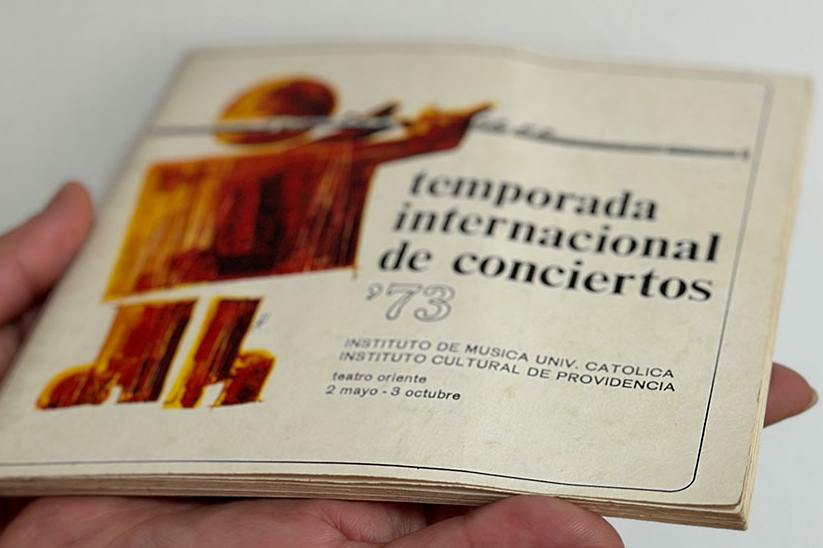 temporada
internacional
de conciertos
'73
INSTITUTO DE MUSICA UNIV. CATOLICA
INSTITUTO CULTURAL DE PROVIDENCIA
teatro oriente
2 mayo - 3 octubre